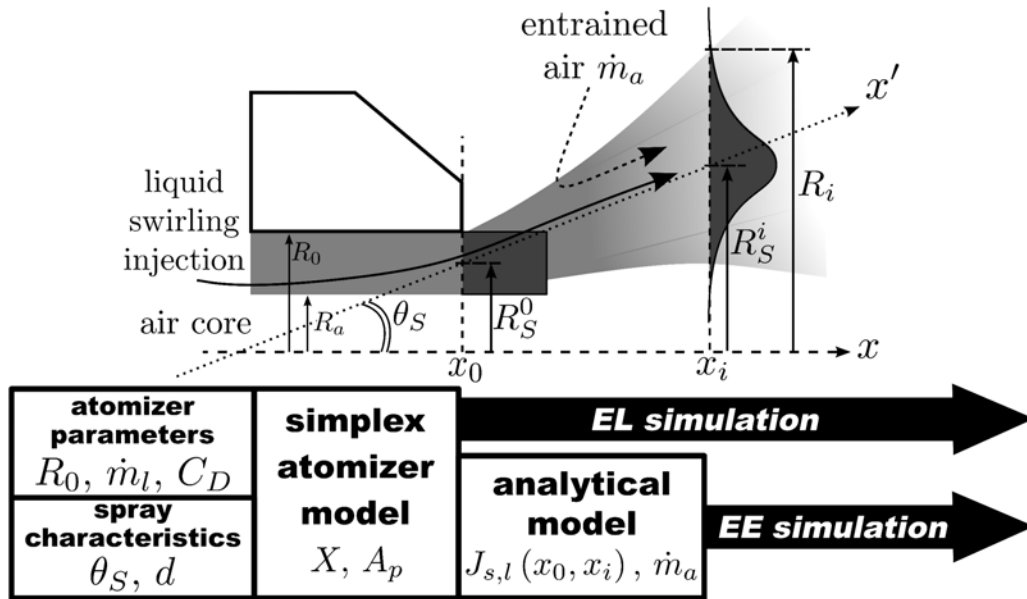 entrained
air ṁ_a
x′
liquid
swirling
injection
R_0
R_i
R_S^i
R_S^0
air core
R_a
θ_S
x_0
x_i
x
atomizer
parameters
R_0, ṁ_l, C_D
spray
characteristics
θ_S, d
simplex
atomizer
model
X, A_p
EL simulation
analytical
model
J_{s,l} (x_0, x_i) , ṁ_a
EE simulation